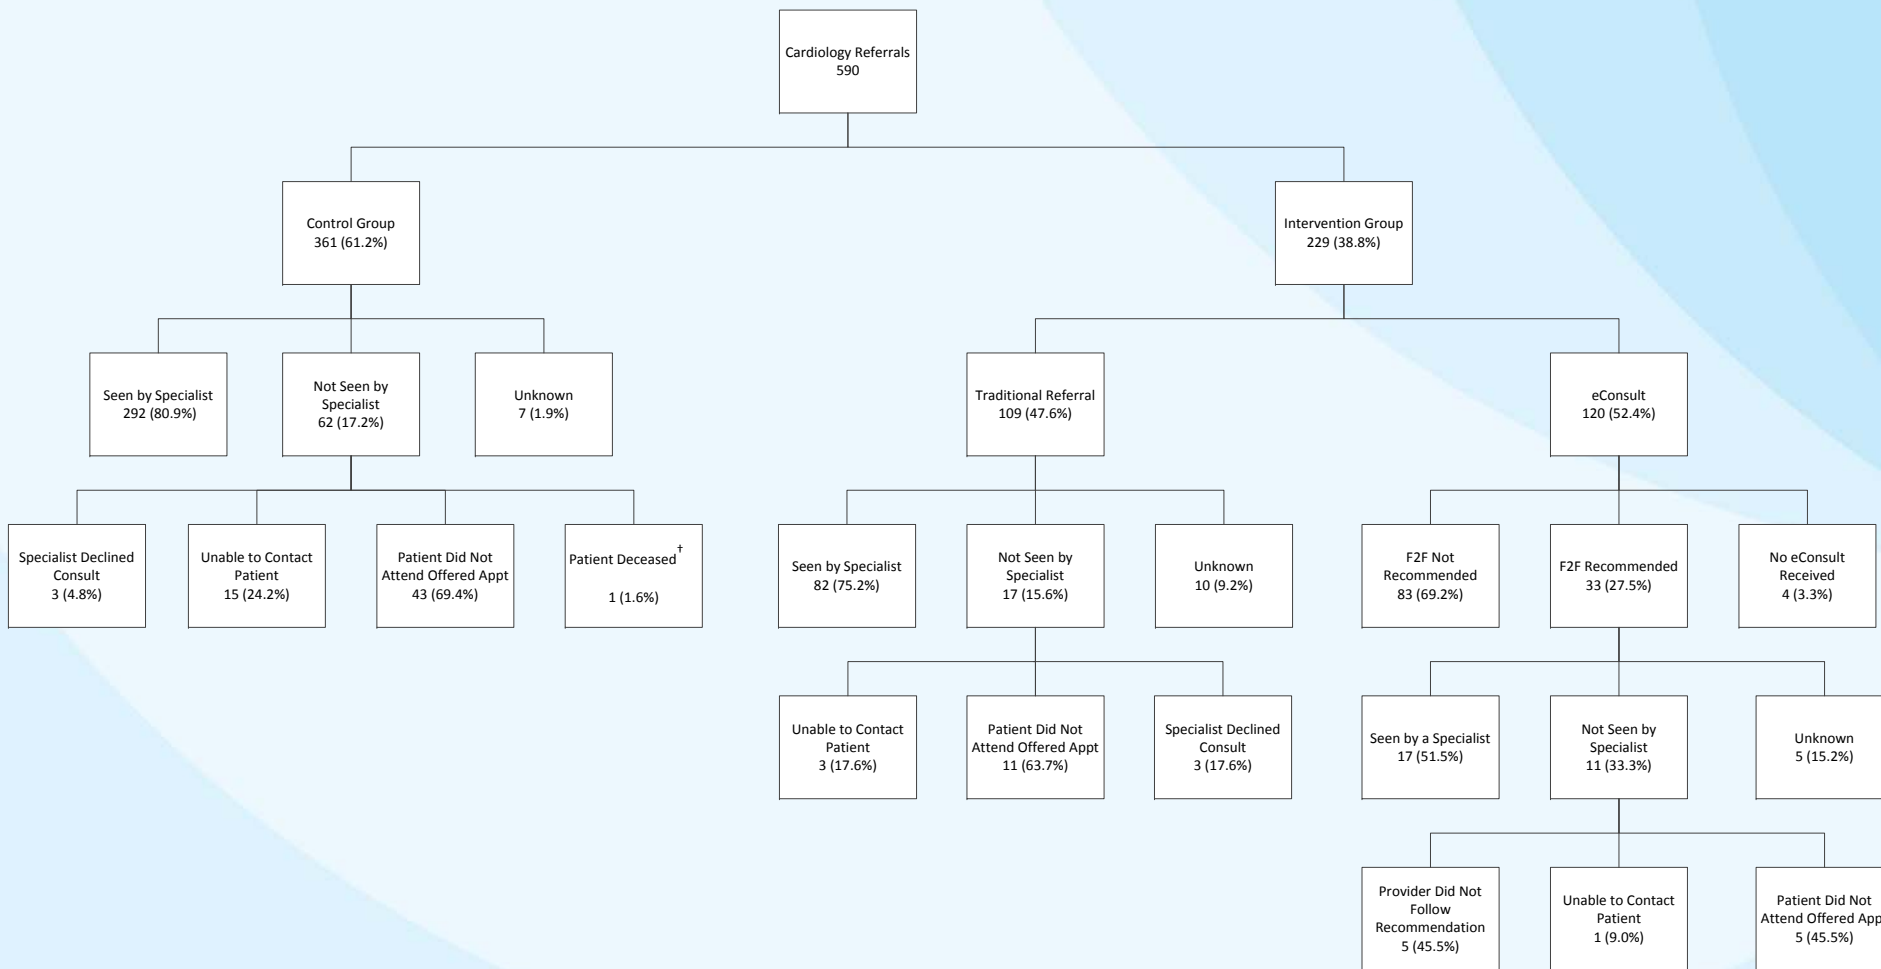 Cardiology Referrals
590
Control Group
361 (61.2%)
Intervention Group
229 (38.8%)
Seen by Specialist
292 (80.9%)
Not Seen by
Specialist
62 (17.2%)
Unknown
7 (1.9%)
Traditional Referral
109 (47.6%)
eConsult
120 (52.4%)
Specialist Declined
Consult
3 (4.8%)
Unable to Contact
Patient
15 (24.2%)
Patient Did Not
Attend Offered Appt
43 (69.4%)
Patient Deceased†
1 (1.6%)
Seen by Specialist
82 (75.2%)
Not Seen by
Specialist
17 (15.6%)
Unknown
10 (9.2%)
F2F Not
Recommended
83 (69.2%)
F2F Recommended
33 (27.5%)
No eConsult
Received
4 (3.3%)
Unable to Contact
Patient
3 (17.6%)
Patient Did Not
Attend Offered Appt
11 (63.7%)
Specialist Declined
Consult
3 (17.6%)
Seen by a Specialist
17 (51.5%)
Not Seen by
Specialist
11 (33.3%)
Unknown
5 (15.2%)
Provider Did Not
Follow
Recommendation
5 (45.5%)
Unable to Contact
Patient
1 (9.0%)
Patient Did Not
Attend Offered App
5 (45.5%)